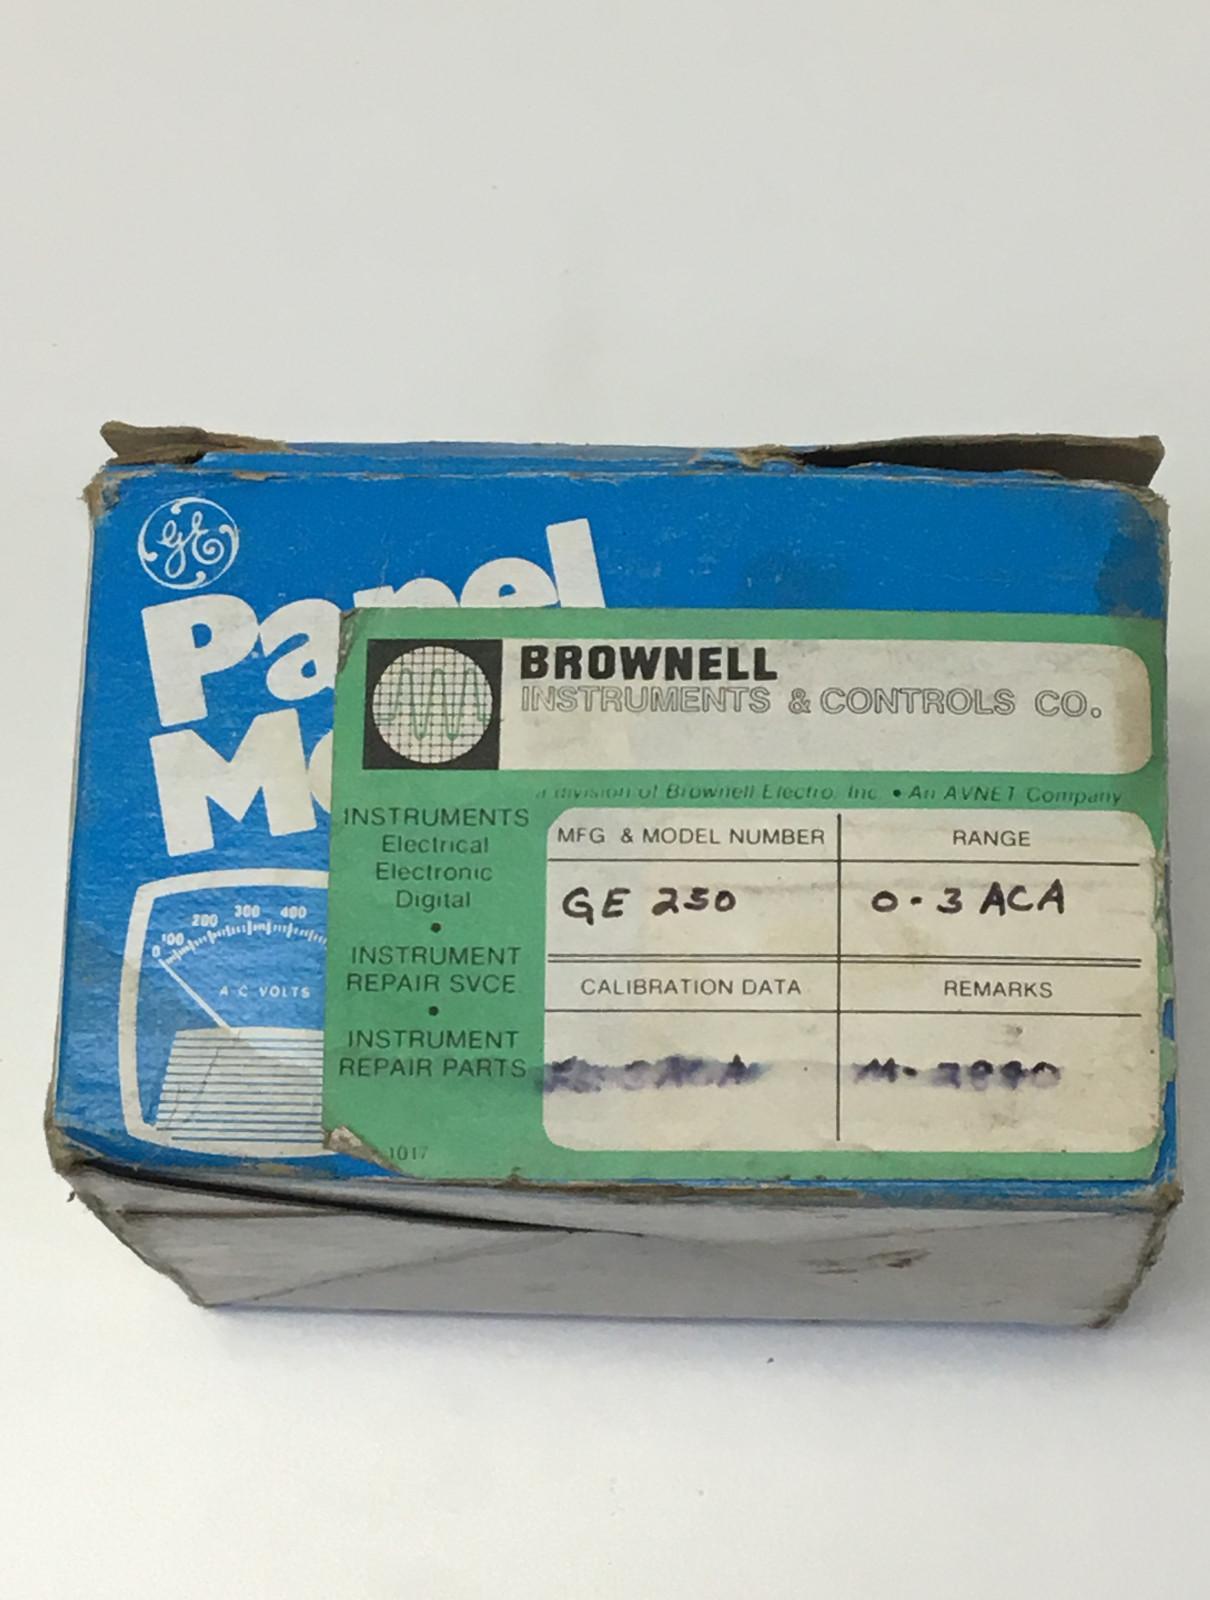 GE
Panel
BROWNELL
INSTRUMENTS & CONTROLS CO.
a division of Brownell Electro, Inc. • An AVNET Company
INSTRUMENTS
Electrical
Electronic
Digital
•
INSTRUMENT
REPAIR SVCE
•
INSTRUMENT
REPAIR PARTS
MFG & MODEL NUMBER
RANGE
GE 250
0-3 ACA
CALIBRATION DATA
REMARKS
1017
0 100 200 300 400
A-C VOLTS